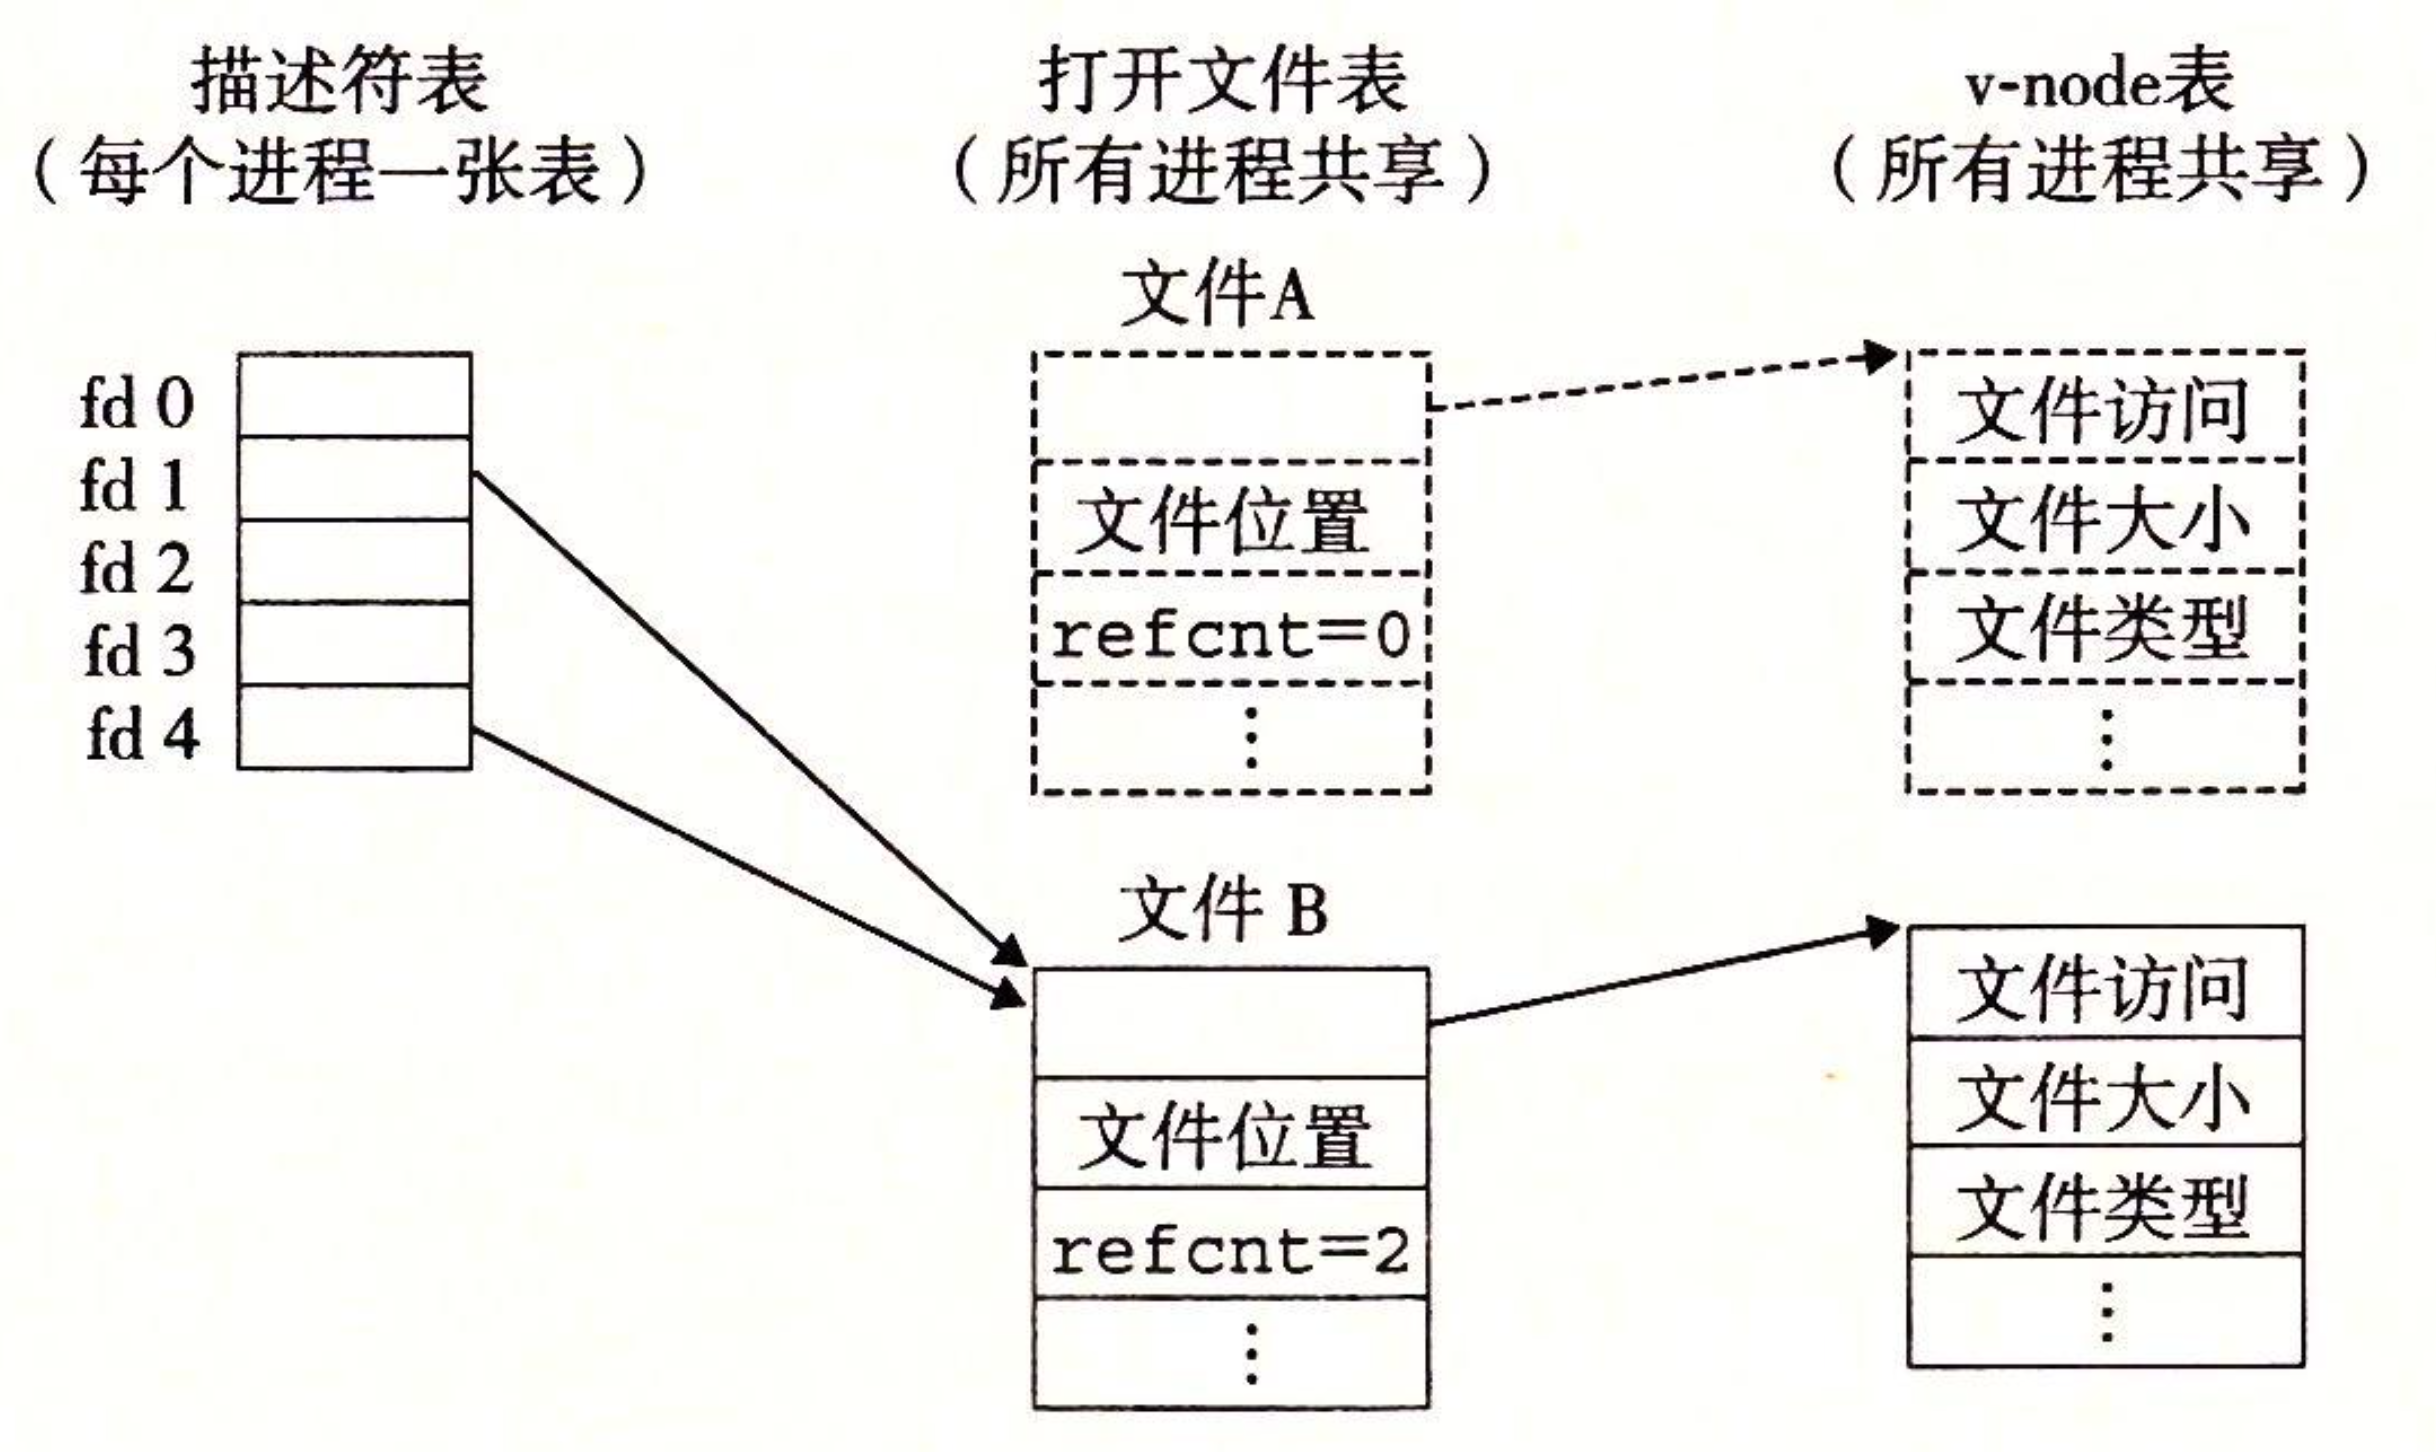 描述符表
（每个进程一张表）
打开文件表
（所有进程共享）
v-node表
（所有进程共享）
fd 0
fd 1
fd 2
fd 3
fd 4
文件A
文件位置
refcnt=0
⋮
文件访问
文件大小
文件类型
⋮
文件 B
文件位置
refcnt=2
⋮
文件访问
文件大小
文件类型
⋮